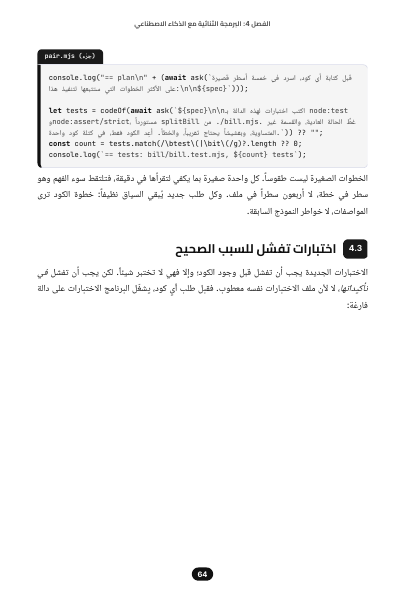 الفصل 4: البرمجة الثنائية مع الذكاء الاصطناعي
pair.mjs (جزء)
console.log("== plan\n" + (await ask(`قبل كتابة أي كود، اسرد في خمسة أسطر قصيرة
على الأكثر الخطوات التي ستتبعها لتنفيذ هذا:\n\n${spec}`)));
let tests = codeOf(await ask(`${spec}\n\nاكتب اختبارات لهذه الدالة بـ node:test
وnode:assert/strict، مستورداً splitBill من ./bill.mjs. غطّ الحالة العادية، والقسمة غير
المتساوية، وبقشيشاً يحتاج تقريباً، والخطأ. أعد الكود فقط، في كتلة كود واحدة.`)) ?? "";
const count = tests.match(/\btest\(|\bit\(/g)?.length ?? 0;
console.log(`== tests: bill/bill.test.mjs, ${count} tests`);
الخطوات الصغيرة ليست طقوساً. كل واحدة صغيرة بما يكفي لتقرأها في دقيقة، فتلتقط سوء الفهم وهو
سطر في خطة، لا أربعون سطراً في ملف. وكل طلب جديد يُبقي السياق نظيفاً: خطوة الكود ترى
المواصفات، لا خواطر النموذج السابقة.
4.3 اختبارات تفشل للسبب الصحيح
الاختبارات الجديدة يجب أن تفشل قبل وجود الكود؛ وإلا فهي لا تختبر شيئاً. لكن يجب أن تفشل في
تأكيداتها، لا لأن ملف الاختبارات نفسه معطوب. فقبل طلب أي كود، يشغّل البرنامج الاختبارات على دالة
فارغة:
64